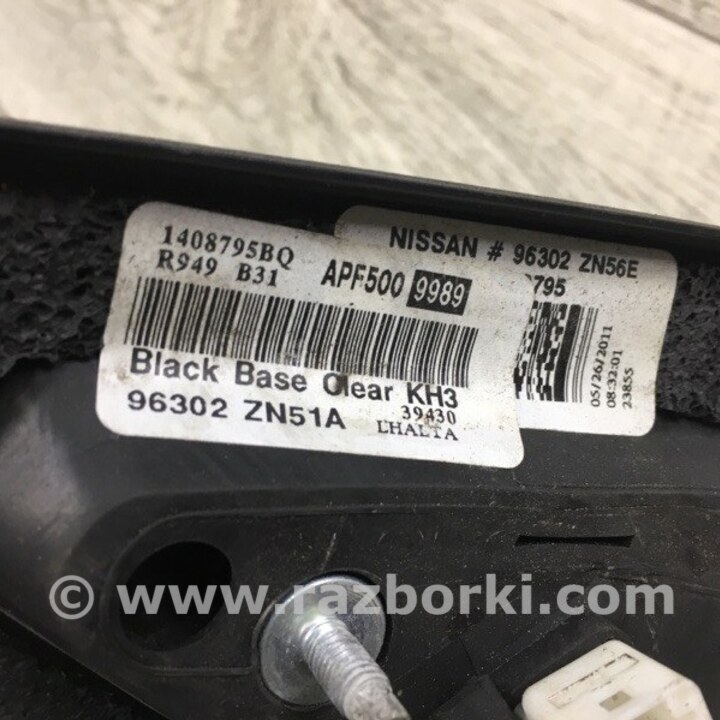 1408795BQ
R949 B31 APF500 9989
Black Base Clear KH3
96302 ZN51A 39430
LHALTA
NISSAN # 96302 ZN56E
795
05/26/2011
08:32:01
23855
© www.razborki.com